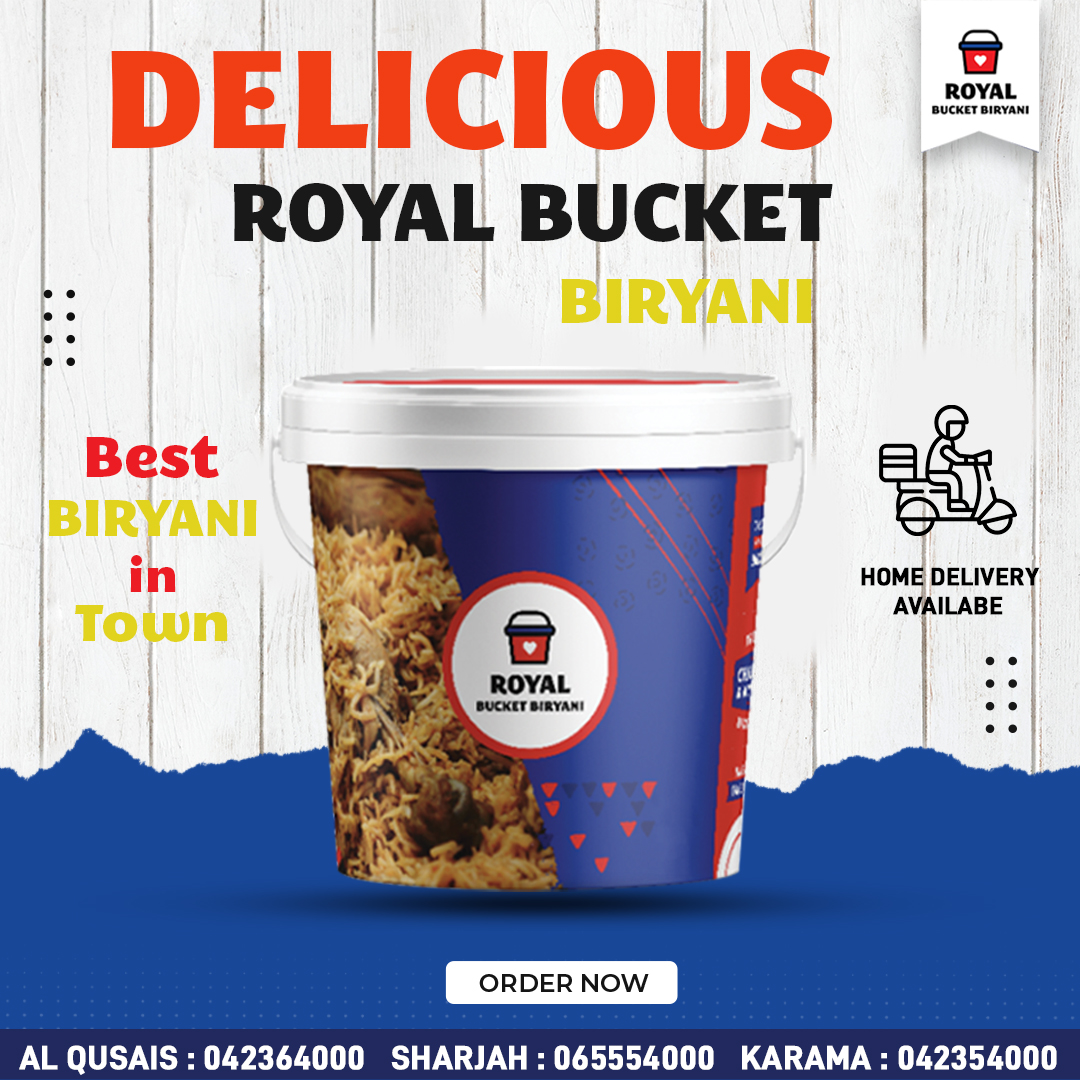 DELICIOUS
ROYAL BUCKET
BIRYANI
ROYAL
BUCKET BIRYANI
Best
BIRYANI
in
Town
HOME DELIVERY
AVAILABE
ROYAL
BUCKET BIRYANI
ORDER NOW
AL QUSAIS : 042364000 SHARJAH : 065554000 KARAMA : 042354000